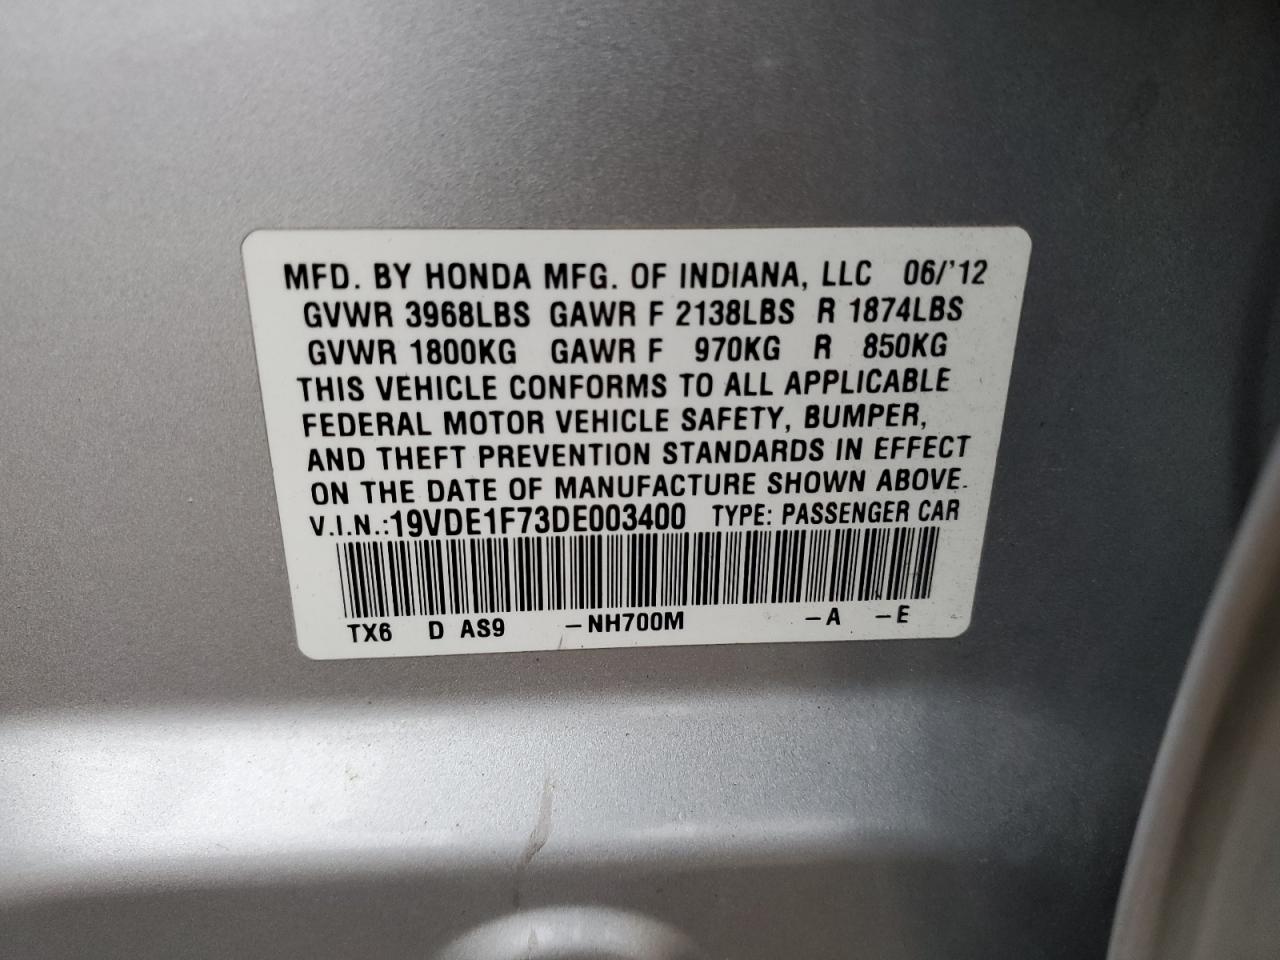 MFD. BY HONDA MFG. OF INDIANA, LLC 06/'12
GVWR 3968LBS GAWR F 2138LBS R 1874LBS
GVWR 1800KG GAWR F 970KG R 850KG
THIS VEHICLE CONFORMS TO ALL APPLICABLE
FEDERAL MOTOR VEHICLE SAFETY, BUMPER,
AND THEFT PREVENTION STANDARDS IN EFFECT
ON THE DATE OF MANUFACTURE SHOWN ABOVE.
V.I.N.:19VDE1F73DE003400 TYPE: PASSENGER CAR
TX6 D AS9 -NH700M -A -E